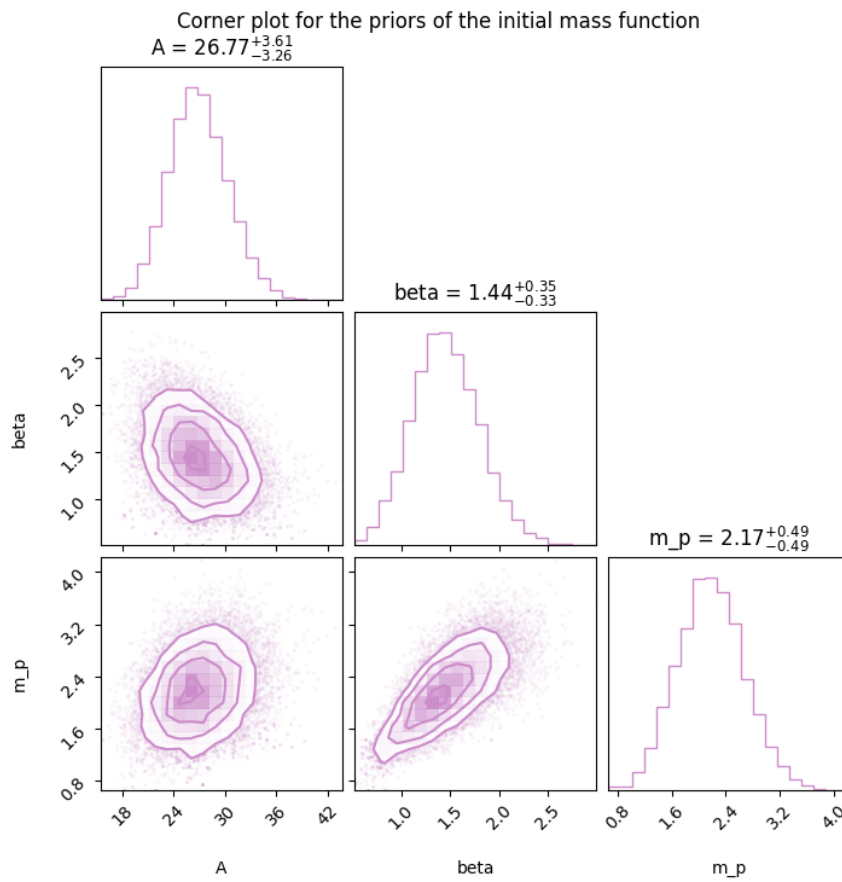 Corner plot for the priors of the initial mass function
A = 26.77 +3.61 −3.26
beta = 1.44 +0.35 −0.33
m_p = 2.17 +0.49 −0.49
beta
2.5
2.0
1.5
1.0
m_p
4.0
3.2
2.4
1.6
0.8
18 24 30 36 42
1.0 1.5 2.0 2.5
0.8 1.6 2.4 3.2 4.0
A beta m_p